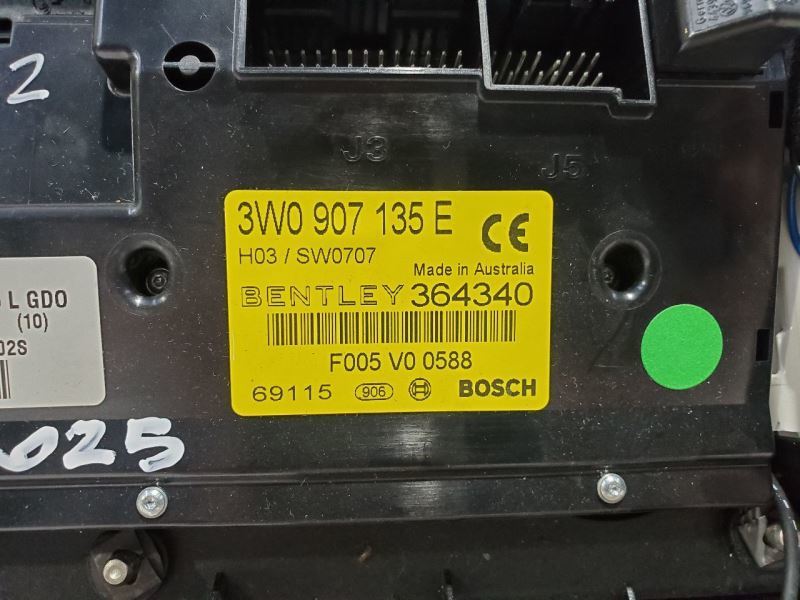 2
J3
J5
3W0 907 135 E
CE
H03 / SW0707
Made in Australia
BENTLEY 364340
F005 V0 0588
69115 906 BOSCH
L GDO
(10)
02S
025